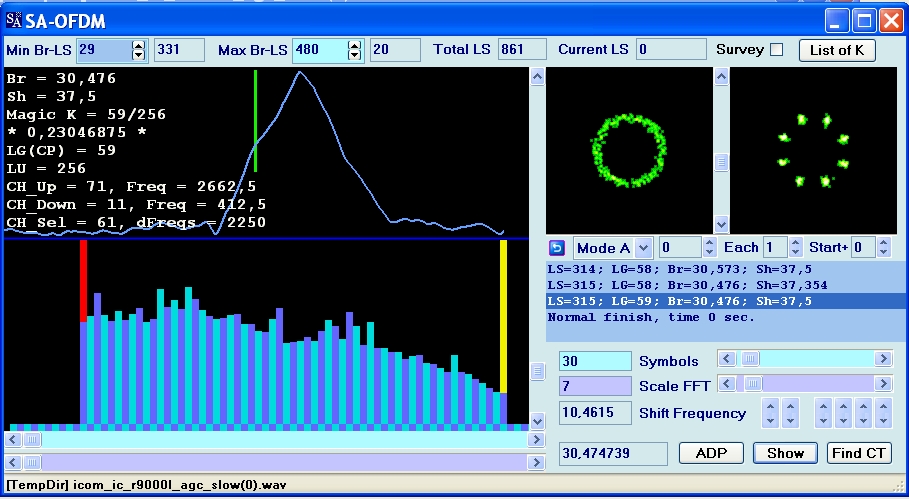 SA SA-OFDM
Min Br-LS 29 331 Max Br-LS 480 20 Total LS 861 Current LS 0 Survey List of K
Br = 30,476
Sh = 37,5
Magic K = 59/256
* 0,23046875 *
LG(CP) = 59
LU = 256
CH_Up = 71, Freq = 2662,5
CH_Down = 11, Freq = 412,5
CH_Sel = 61, dFreqs = 2250
Mode A 0 Each 1 Start+ 0
LS=314; LG=58; Br=30,573; Sh=37,5
LS=315; LG=58; Br=30,476; Sh=37,354
LS=315; LG=59; Br=30,476; Sh=37,5
Normal finish, time 0 sec.
30 Symbols
7 Scale FFT
10,4615 Shift Frequency
30,474739 ADP Show Find CT
[TempDir] icom_ic_r9000l_agc_slow(0).wav